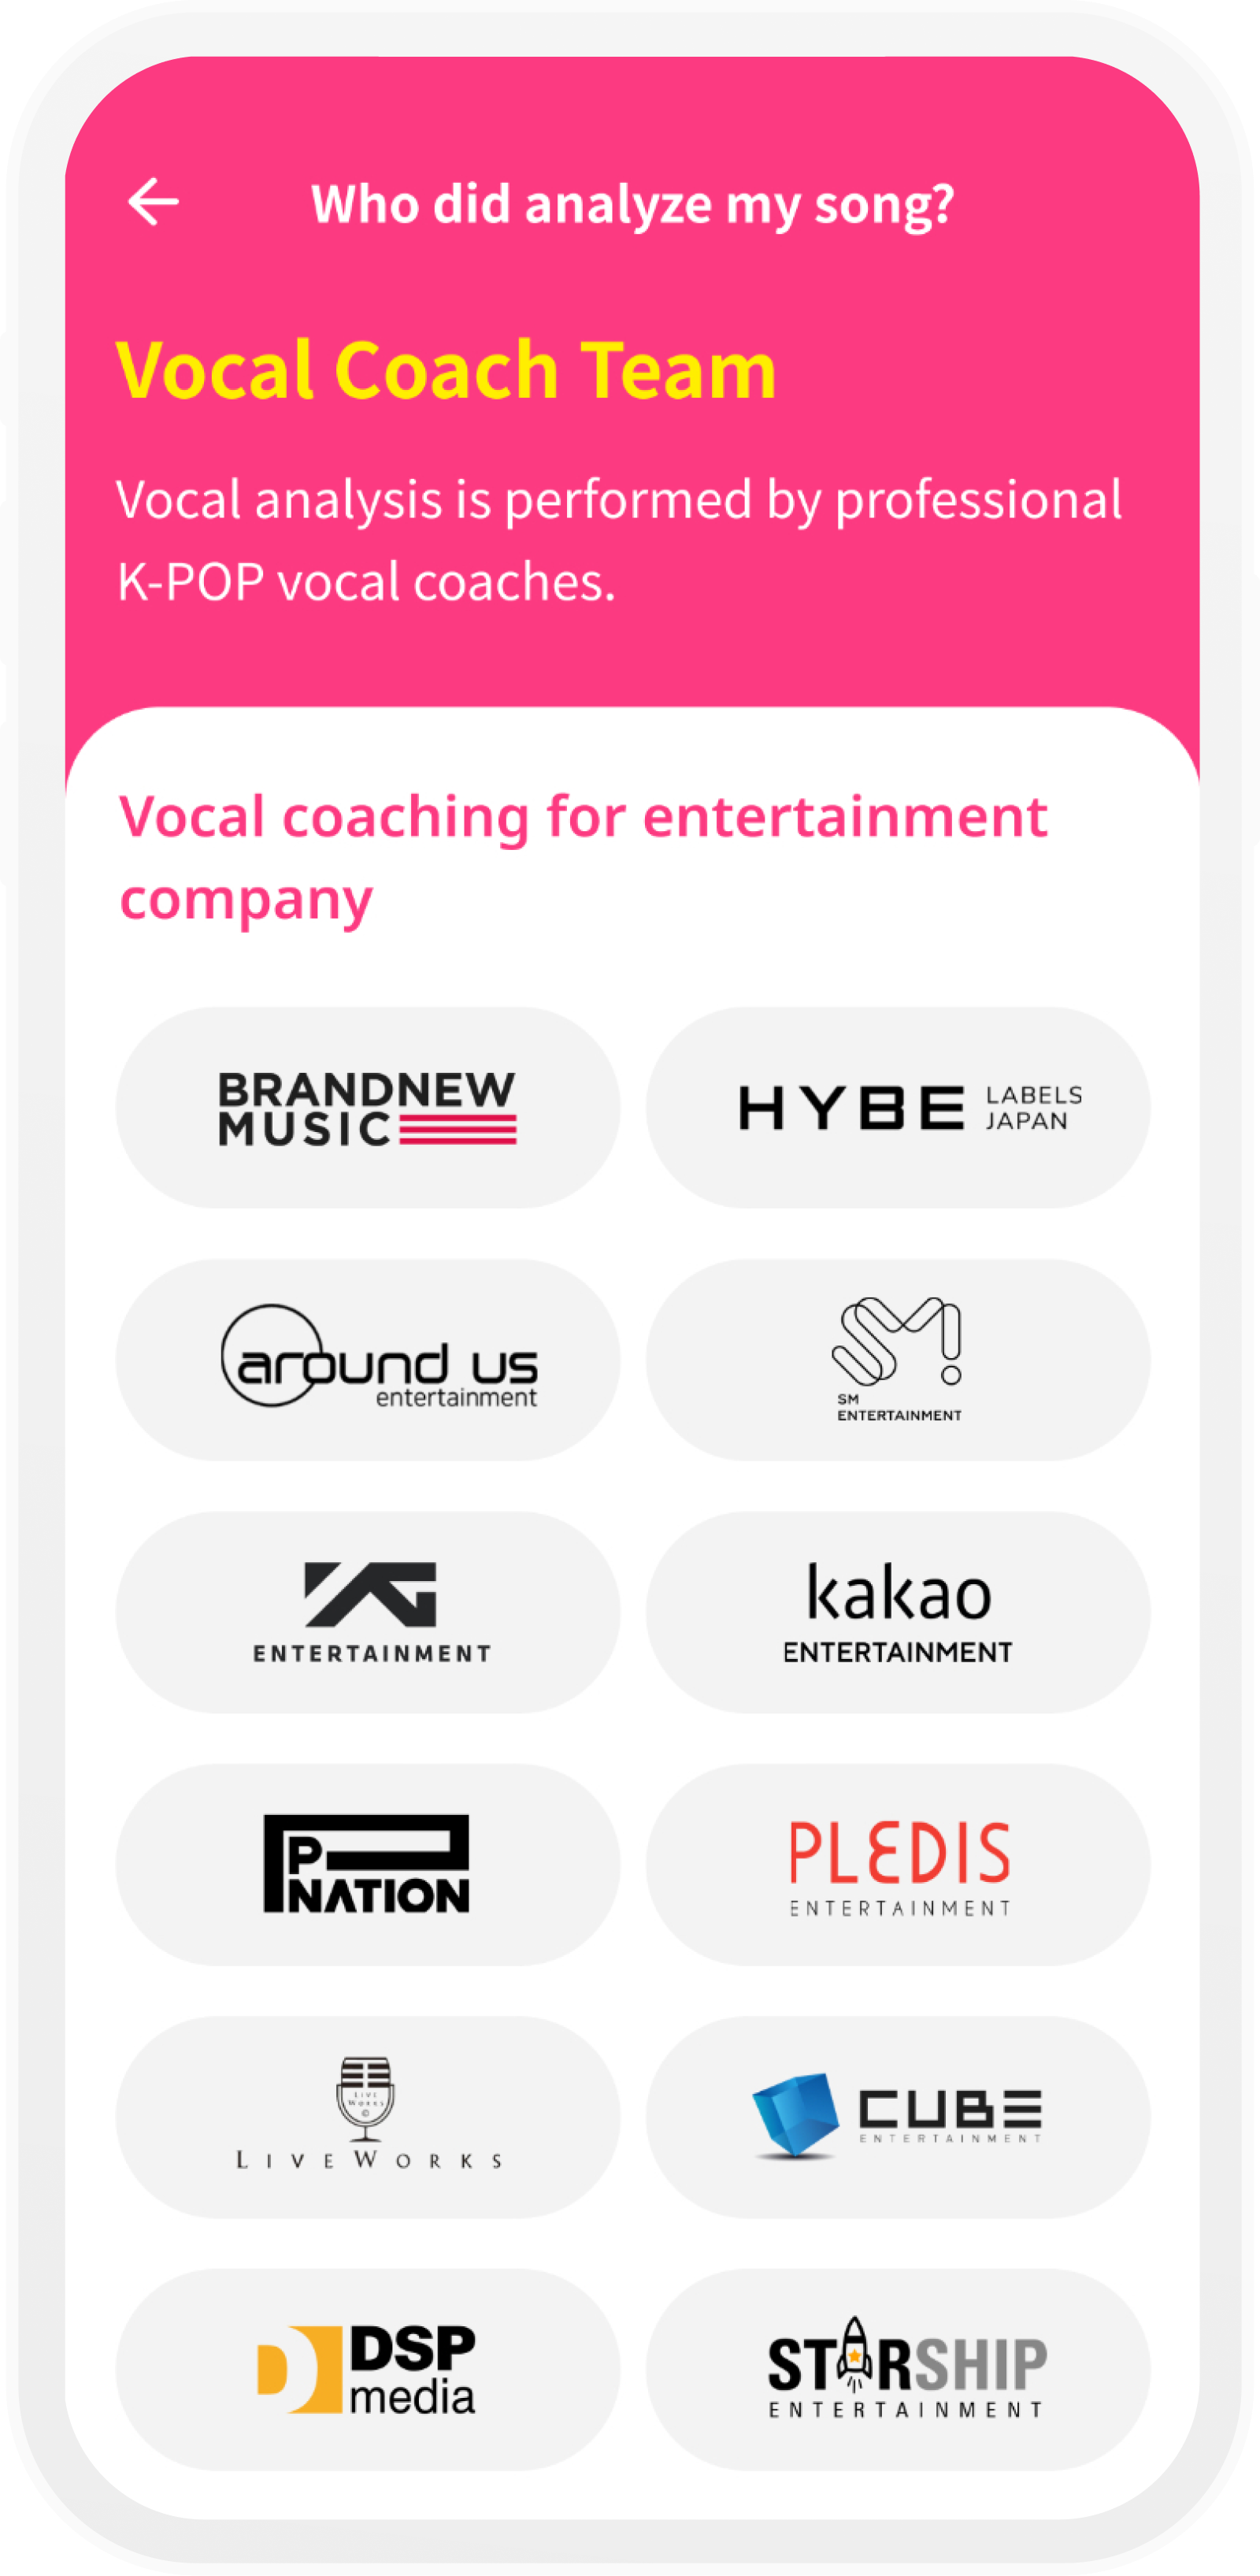 Who did analyze my song?
Vocal Coach Team
Vocal analysis is performed by professional
K-POP vocal coaches.
Vocal coaching for entertainment
company
BRANDNEW
MUSIC
HYBE LABELS
JAPAN
around us
entertainment
SM
SM
ENTERTAINMENT
YG
ENTERTAINMENT
kakao
ENTERTAINMENT
P
NATION
PLEDIS
ENTERTAINMENT
LIVE
WORKS
©
LIVEWORKS
CUBE
ENTERTAINMENT
D DSP
media
STARSHIP
ENTERTAINMENT